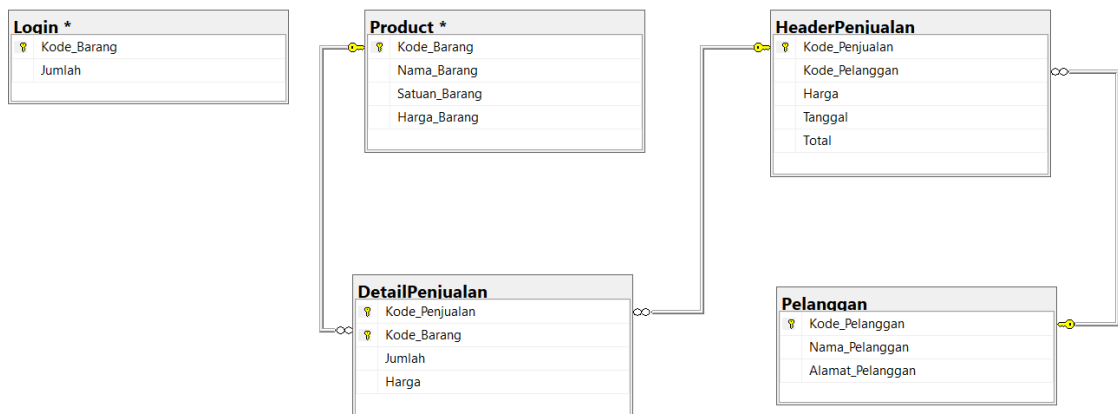 Login *
Kode_Barang
Jumlah
Product *
Kode_Barang
Nama_Barang
Satuan_Barang
Harga_Barang
HeaderPenjualan
Kode_Penjualan
Kode_Pelanggan
Harga
Tanggal
Total
DetailPenjualan
Kode_Penjualan
Kode_Barang
Jumlah
Harga
Pelanggan
Kode_Pelanggan
Nama_Pelanggan
Alamat_Pelanggan